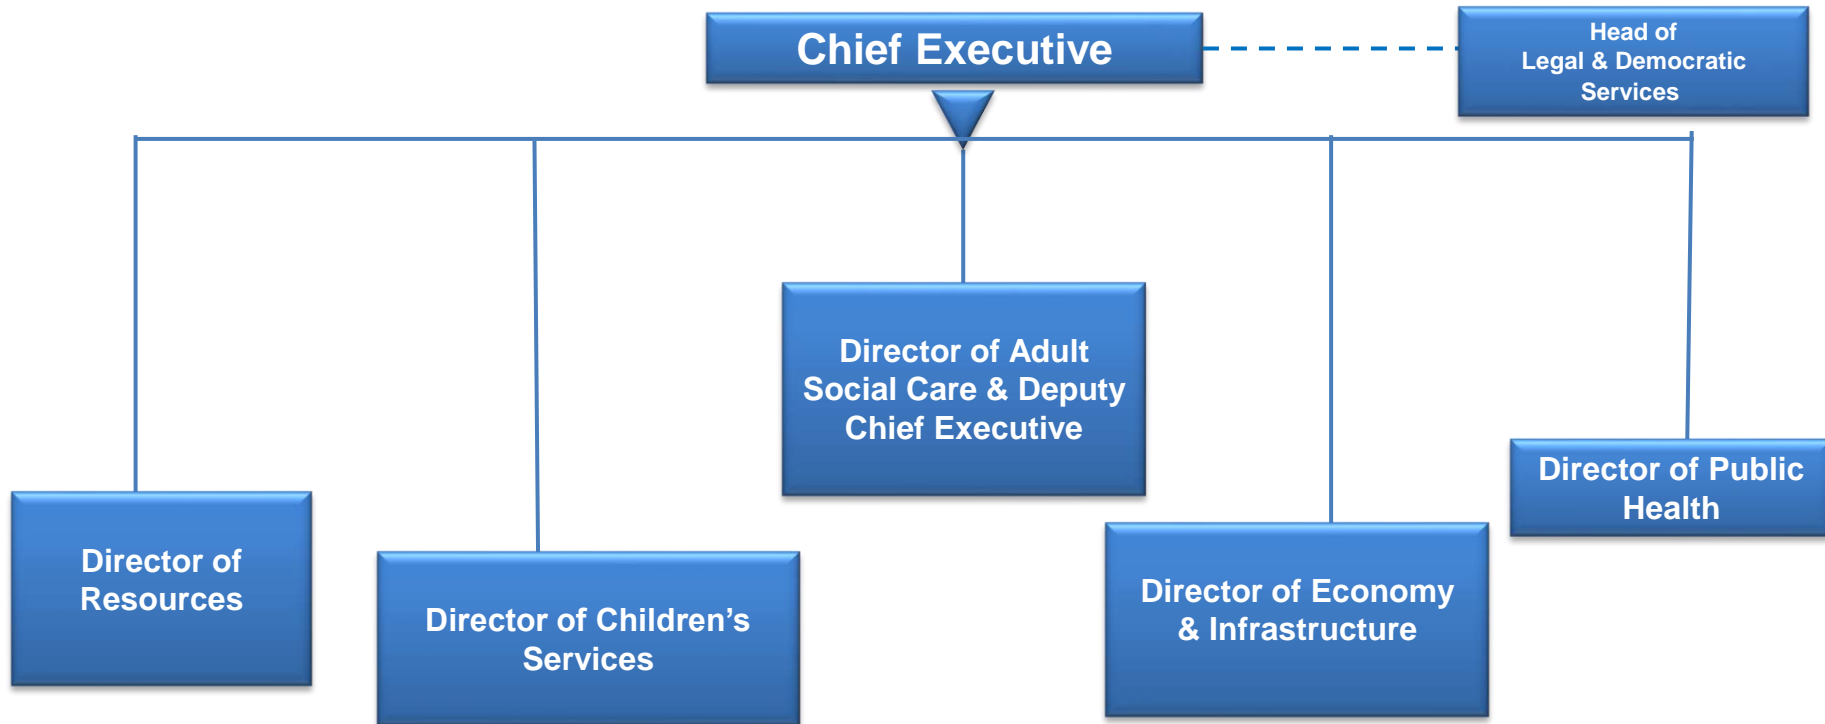 Chief Executive
Head of
Legal & Democratic
Services
Director of Adult
Social Care & Deputy
Chief Executive
Director of Public
Health
Director of
Resources
Director of Children’s
Services
Director of Economy
& Infrastructure